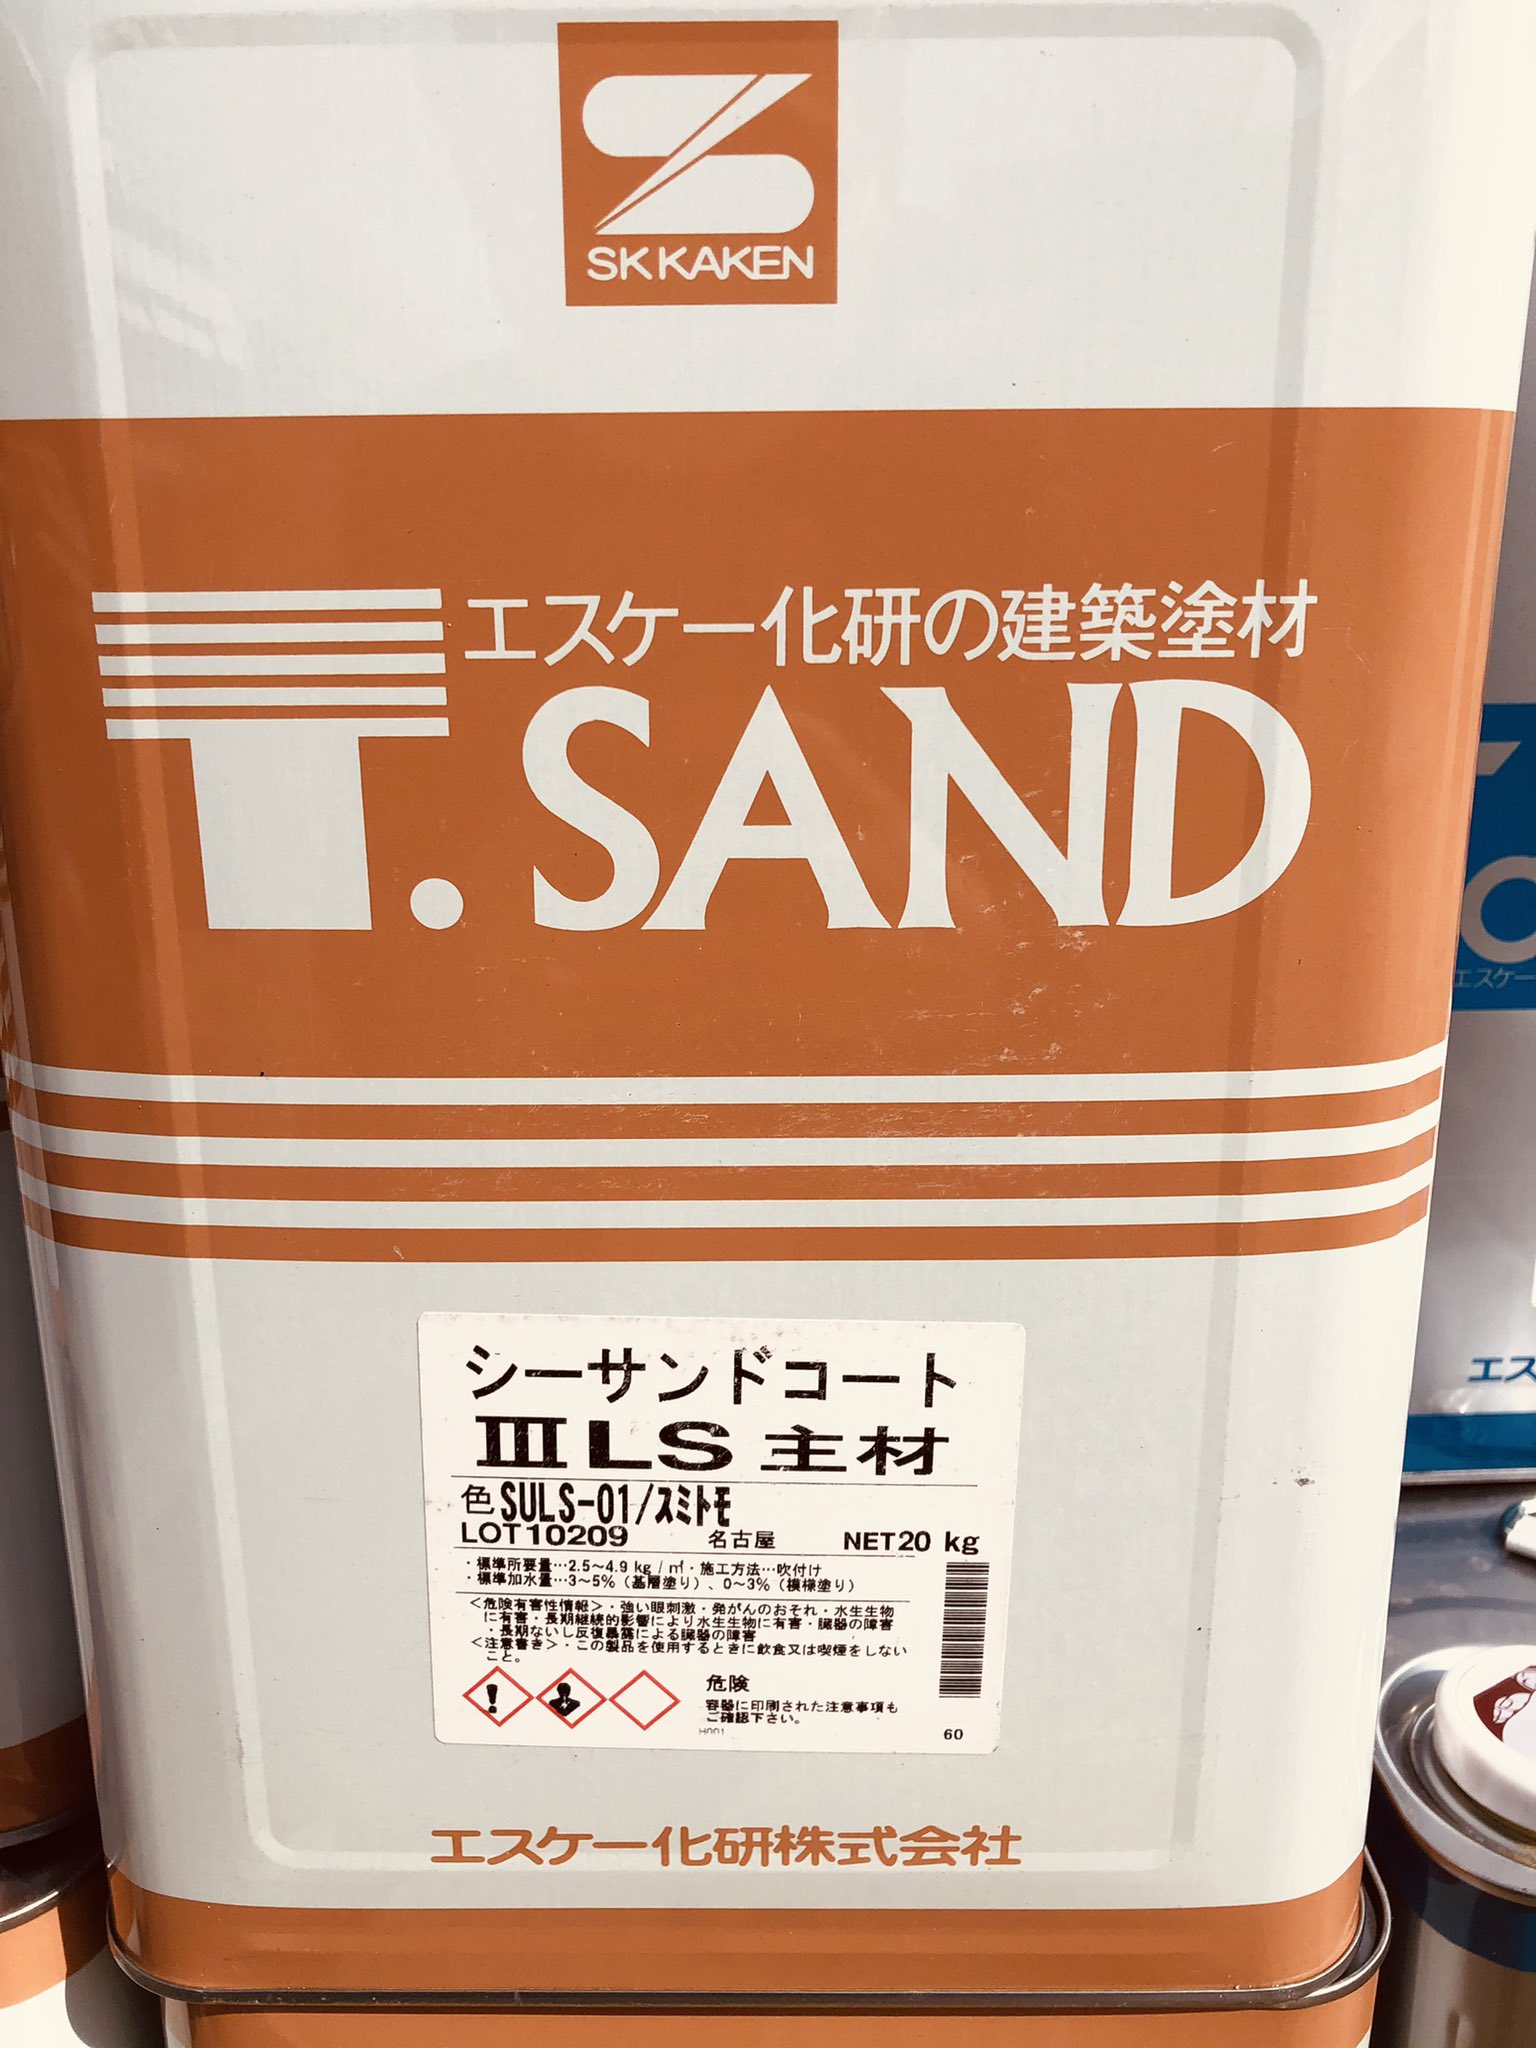 SK KAKEN
エスケー化研の建築塗材
T.SAND
シーサンドコート
ⅢLS 主材
色 SULS-01/ｽﾐﾄﾓ
LOT10209 名古屋 NET20 kg
・標準所要量…2.5〜4.9 kg / ㎡・施工方法…吹付け
・標準加水量…3〜5% (基層塗り)、0〜3% (模様塗り)
<危険有害性情報>・強い眼刺激・発がんのおそれ・水生生物
に有害・長期継続的影響により水生生物に有害・臓器の障害
・長期ないし反復暴露による臓器の障害
<注意書き>・この製品を使用するときに飲食又は喫煙をしない
こと。
危険
容器に印刷された注意事項も
ご確認下さい。
H001
60
エスケー化研株式会社
エスケー
エス